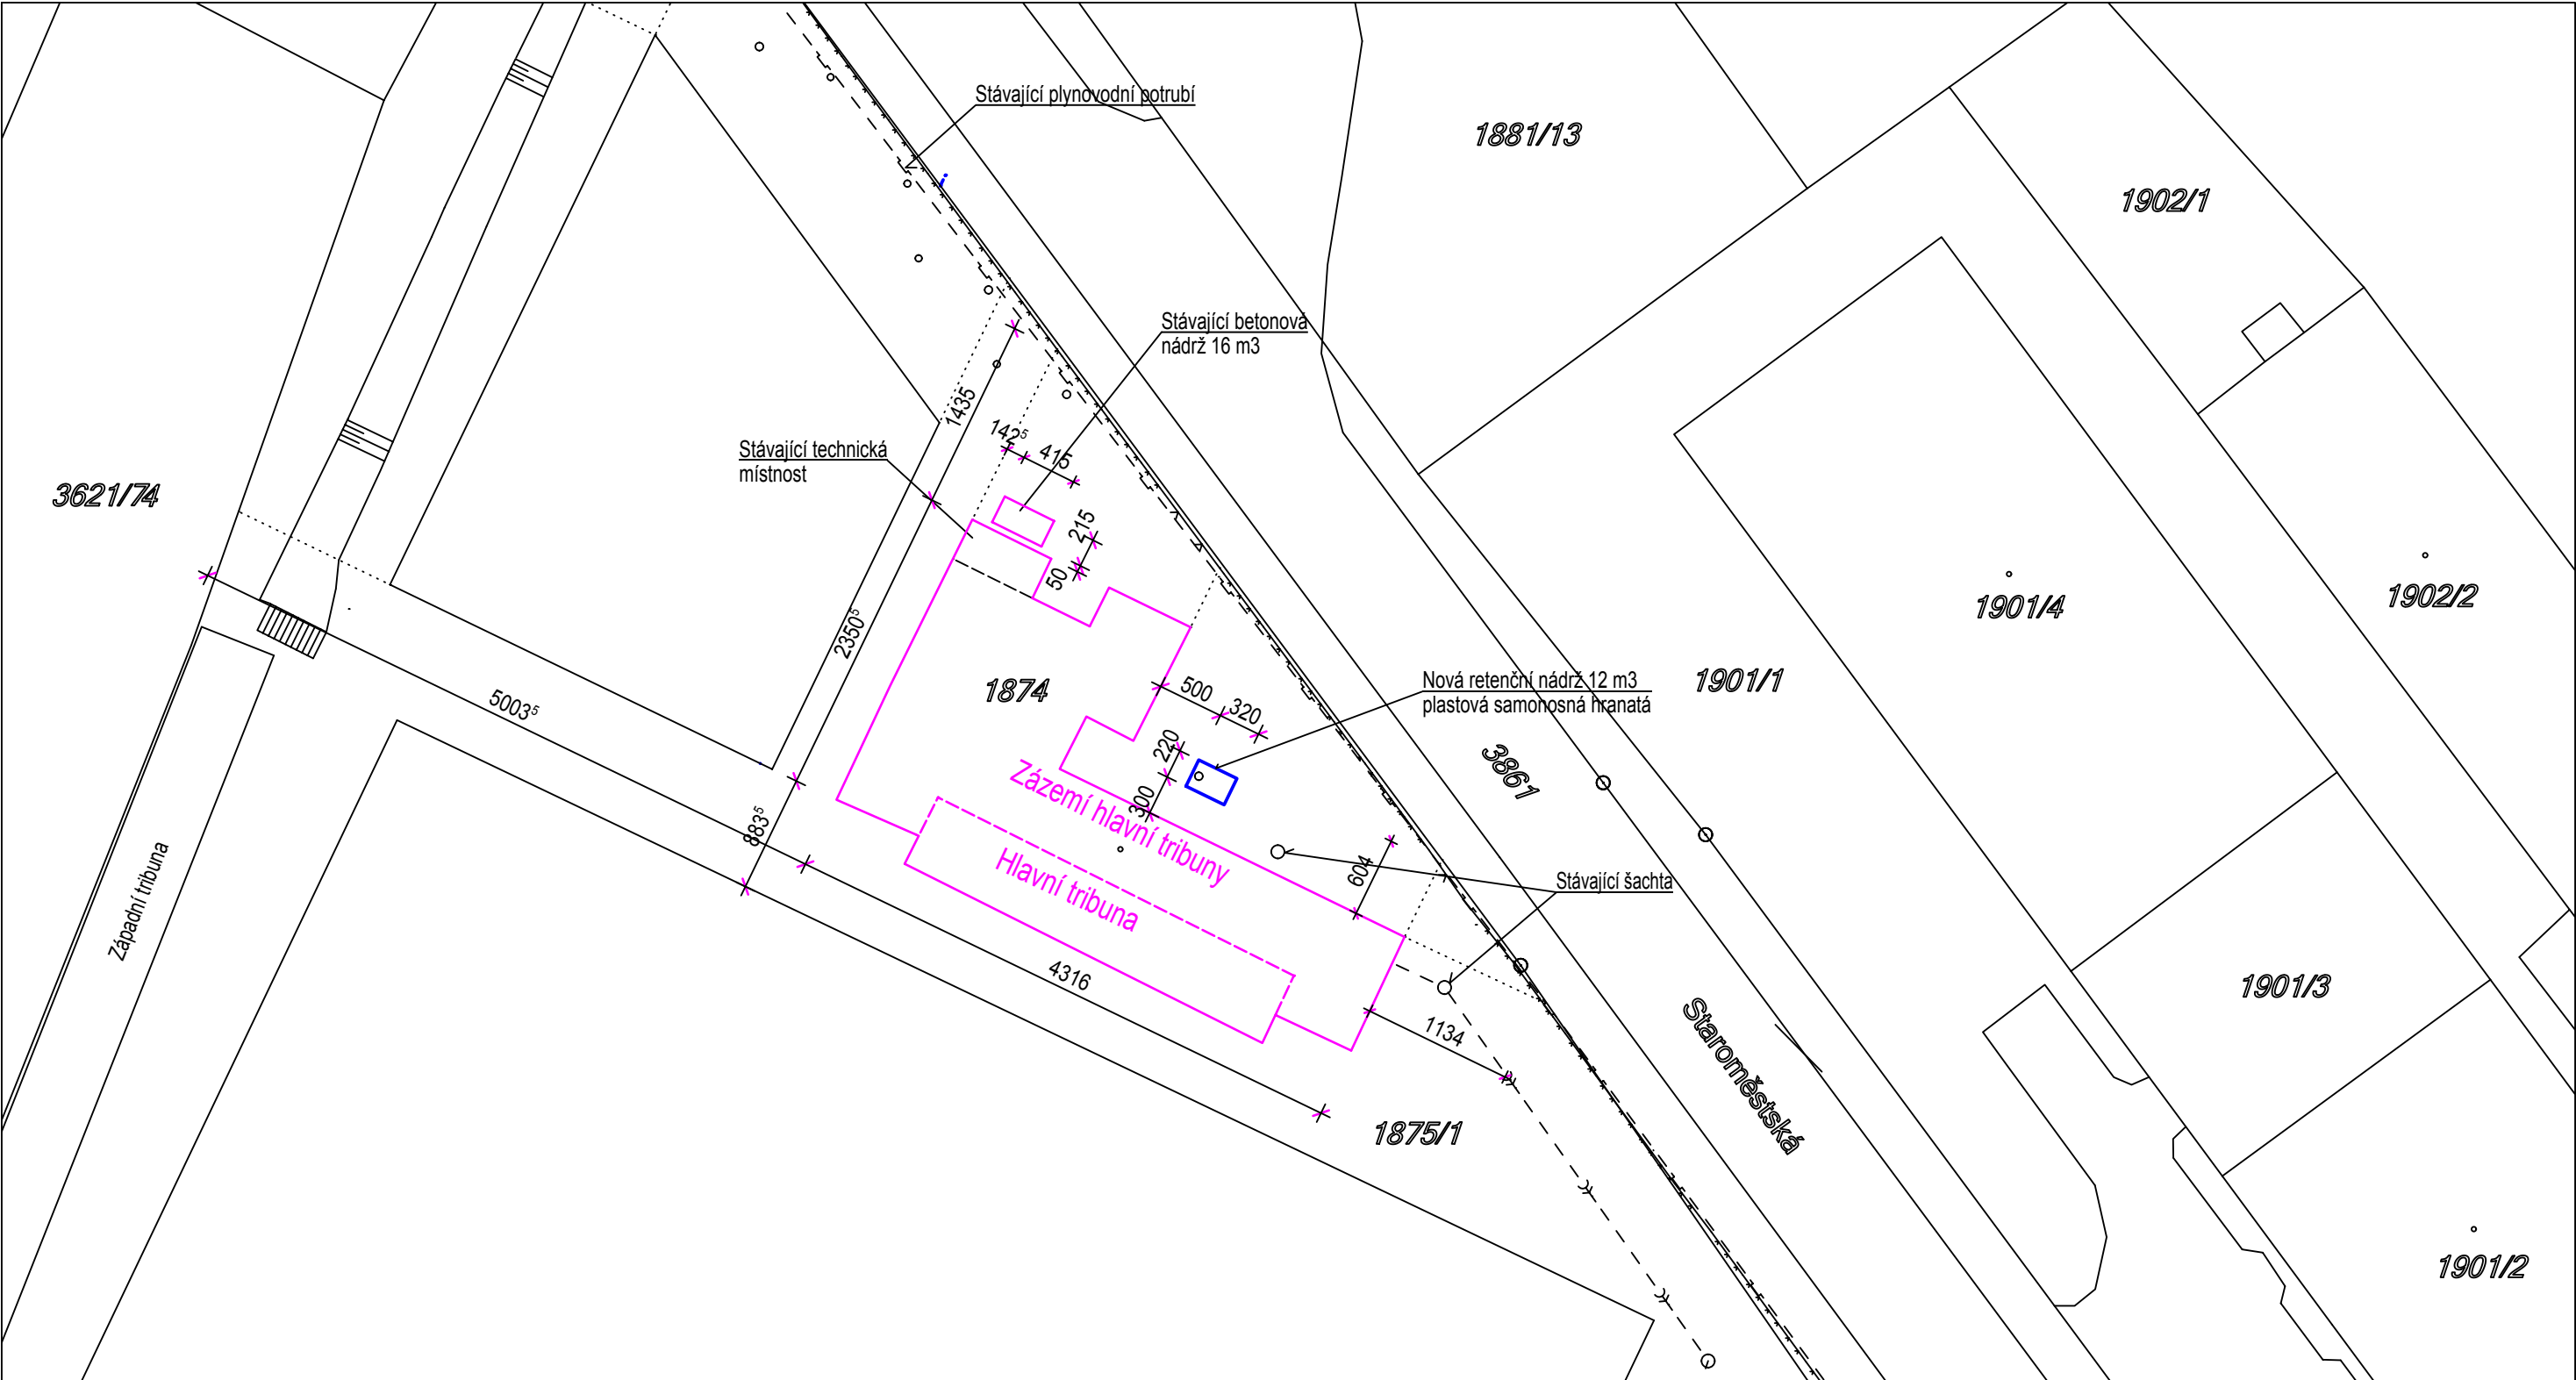 Stávající plynovodní potrubí
1881/13
1902/1
Stávající betonová
nádrž 16 m3
1435
142⁵
415
Stávající technická
místnost
3621/74
215
50
1901/4
1902/2
2350⁵
1874
500
320
Nová retenční nádrž 12 m3
plastová samonosná hranatá
1901/1
5003⁵
220
300
3861
Zázemí hlavní tribuny
883⁵
Hlavní tribuna
604
Stávající šachta
Západní tribuna
4316
1901/3
1134
Staroměstská
1875/1
1901/2